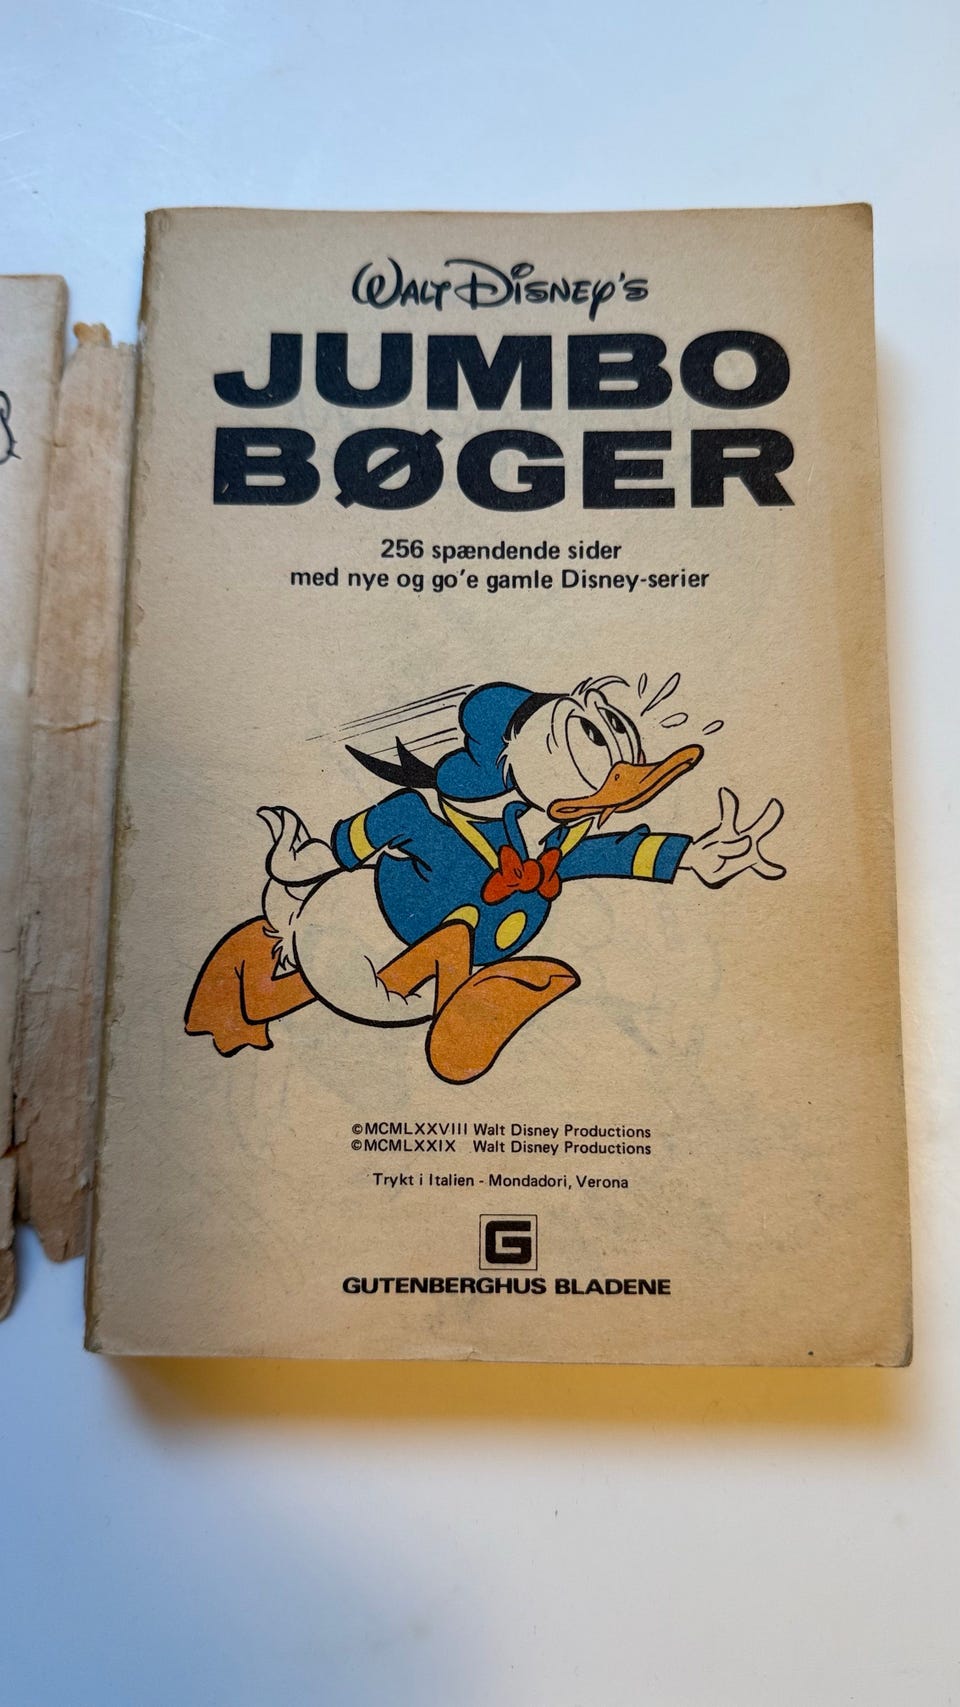 WALT DISNEY'S
JUMBO
BØGER
256 spændende sider
med nye og go'e gamle Disney-serier
©MCMLXXVIII Walt Disney Productions
©MCMLXXIX Walt Disney Productions
Trykt i Italien - Mondadori, Verona
G
GUTENBERGHUS BLADENE